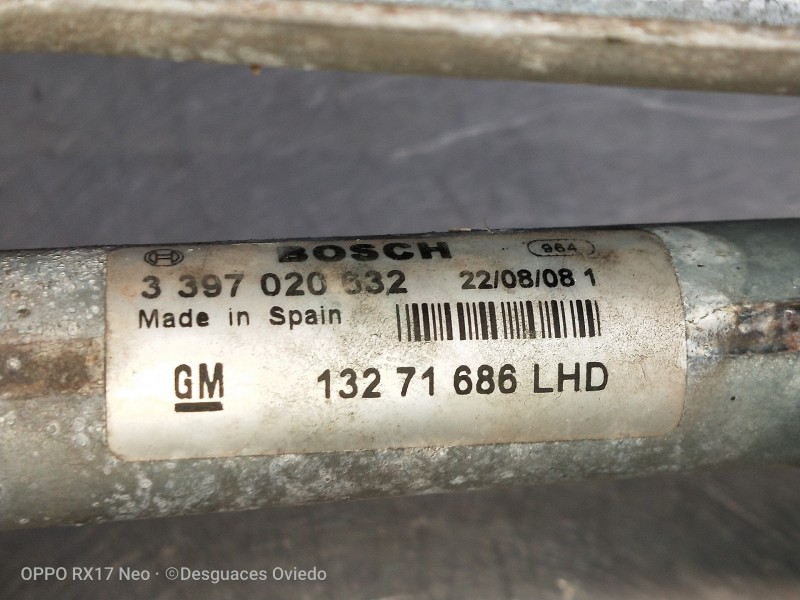 BOSCH 964
3 397 020 632 22/08/08 1
Made in Spain
GM 132 71 686 LHD
OPPO RX17 Neo · ©Desguaces Oviedo